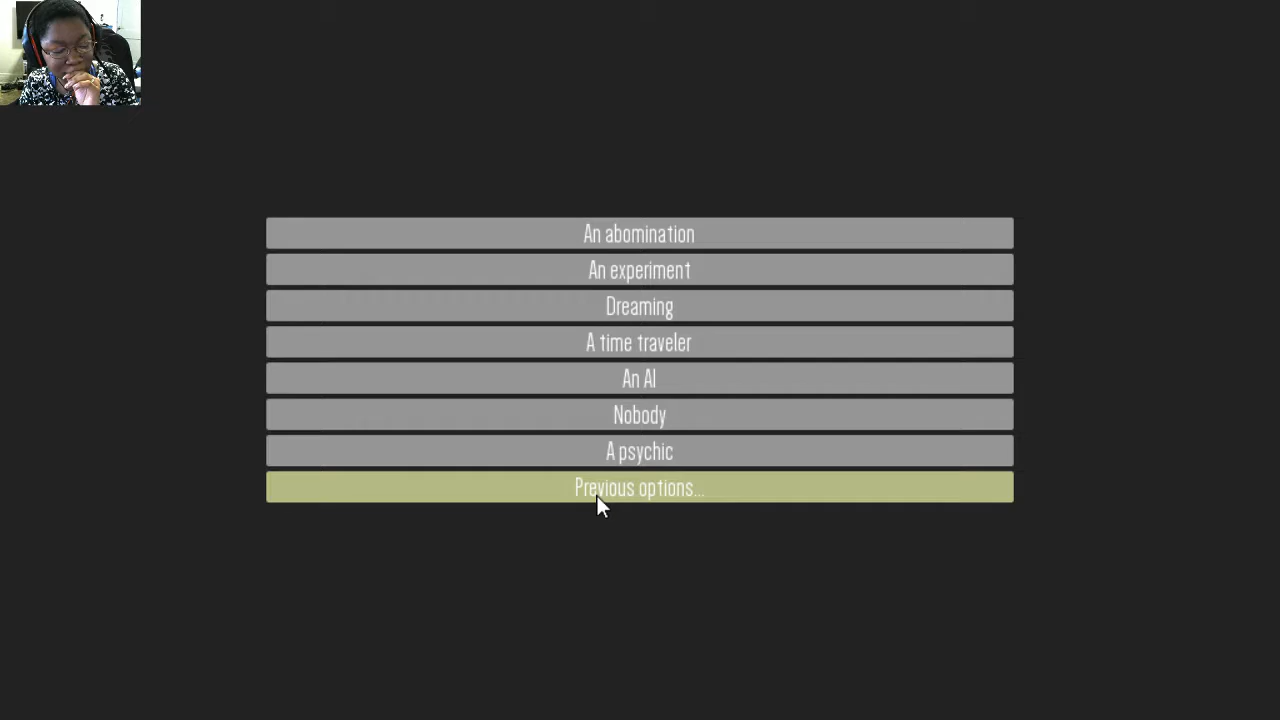 An abomination
An experiment
Dreaming
A time traveler
An AI
Nobody
A psychic
Previous options...